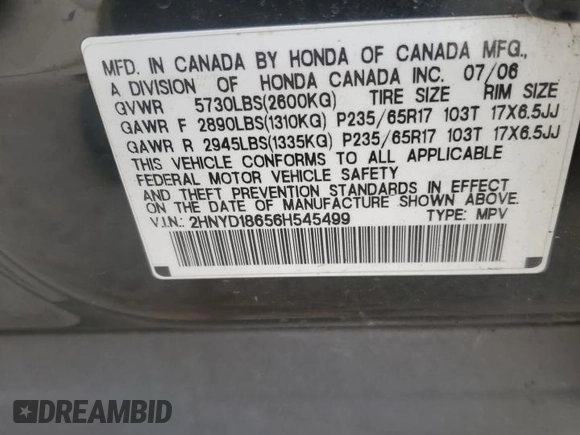 MFD. IN CANADA BY HONDA OF CANADA MFG.,
A DIVISION OF HONDA CANADA INC. 07/06
GVWR 5730LBS(2600KG) TIRE SIZE RIM SIZE
GAWR F 2890LBS(1310KG) P235/65R17 103T 17X6.5JJ
GAWR R 2945LBS(1335KG) P235/65R17 103T 17X6.5JJ
THIS VEHICLE CONFORMS TO ALL APPLICABLE
FEDERAL MOTOR VEHICLE SAFETY
AND THEFT PREVENTION STANDARDS IN EFFECT
ON THE DATE OF MANUFACTURE SHOWN ABOVE.
V.I.N.: 2HNYD18656H545499 TYPE: MPV
DREAMBID